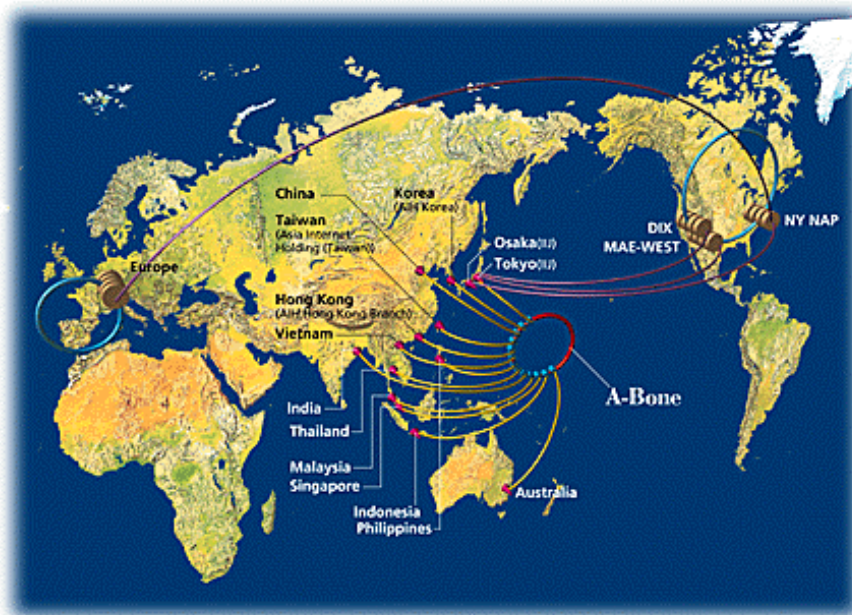 China
Korea
(AIH Korea)
Taiwan
(Asia Internet
Holding (Taiwan))
Osaka(IIJ)
Tokyo(IIJ)
DIX
MAE-WEST
NY NAP
Europe
Hong Kong
(AIH Hong Kong Branch)
Vietnam
A-Bone
India
Thailand
Malaysia
Singapore
Australia
Indonesia
Philippines